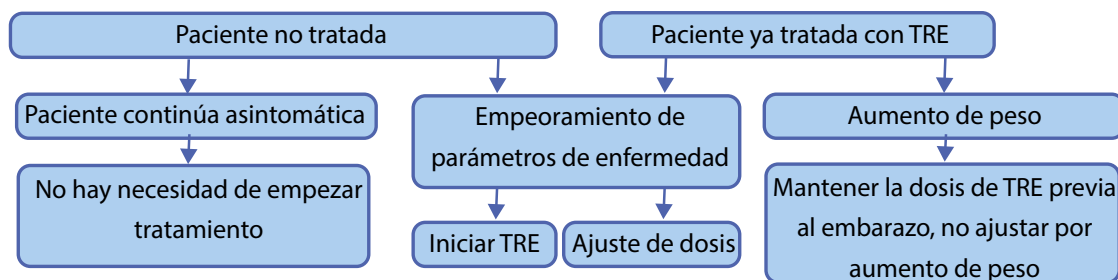 Paciente no tratada
Paciente ya tratada con TRE
Paciente continúa asintomática
Empeoramiento de
parámetros de enfermedad
Aumento de peso
No hay necesidad de empezar
tratamiento
Iniciar TRE
Ajuste de dosis
Mantener la dosis de TRE previa
al embarazo, no ajustar por
aumento de peso